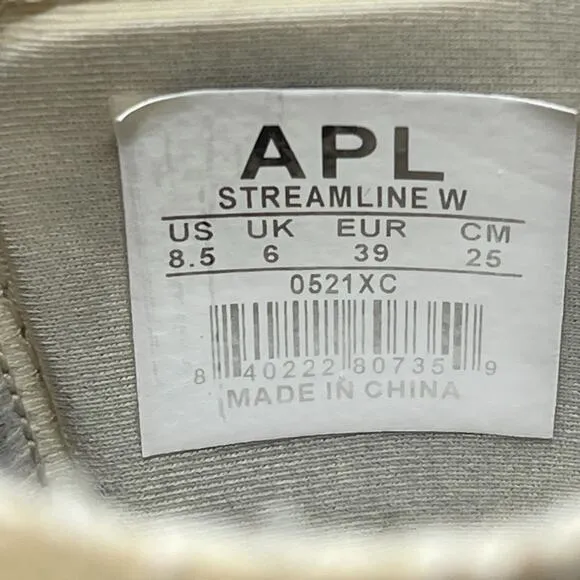 APL
STREAMLINE W
US UK EUR CM
8.5 6 39 25
0521XC
8 40222 80735 9
MADE IN CHINA